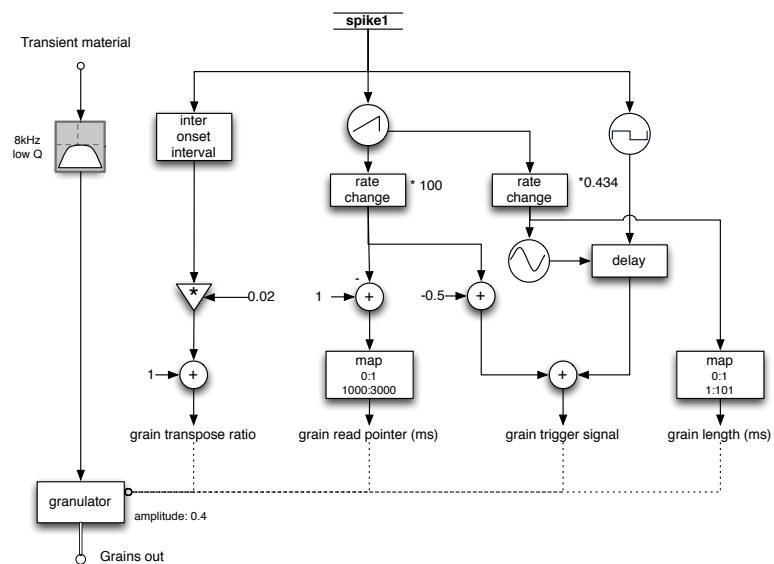 spike1
Transient material
8kHz
low Q
inter
onset
interval
rate
change
* 100
rate
change
*0.434
delay
*
0.02
-
1
+
-0.5
+
1
+
map
0:1
1000:3000
+
map
0:1
1:101
grain transpose ratio
grain read pointer (ms)
grain trigger signal
grain length (ms)
granulator
amplitude: 0.4
Grains out